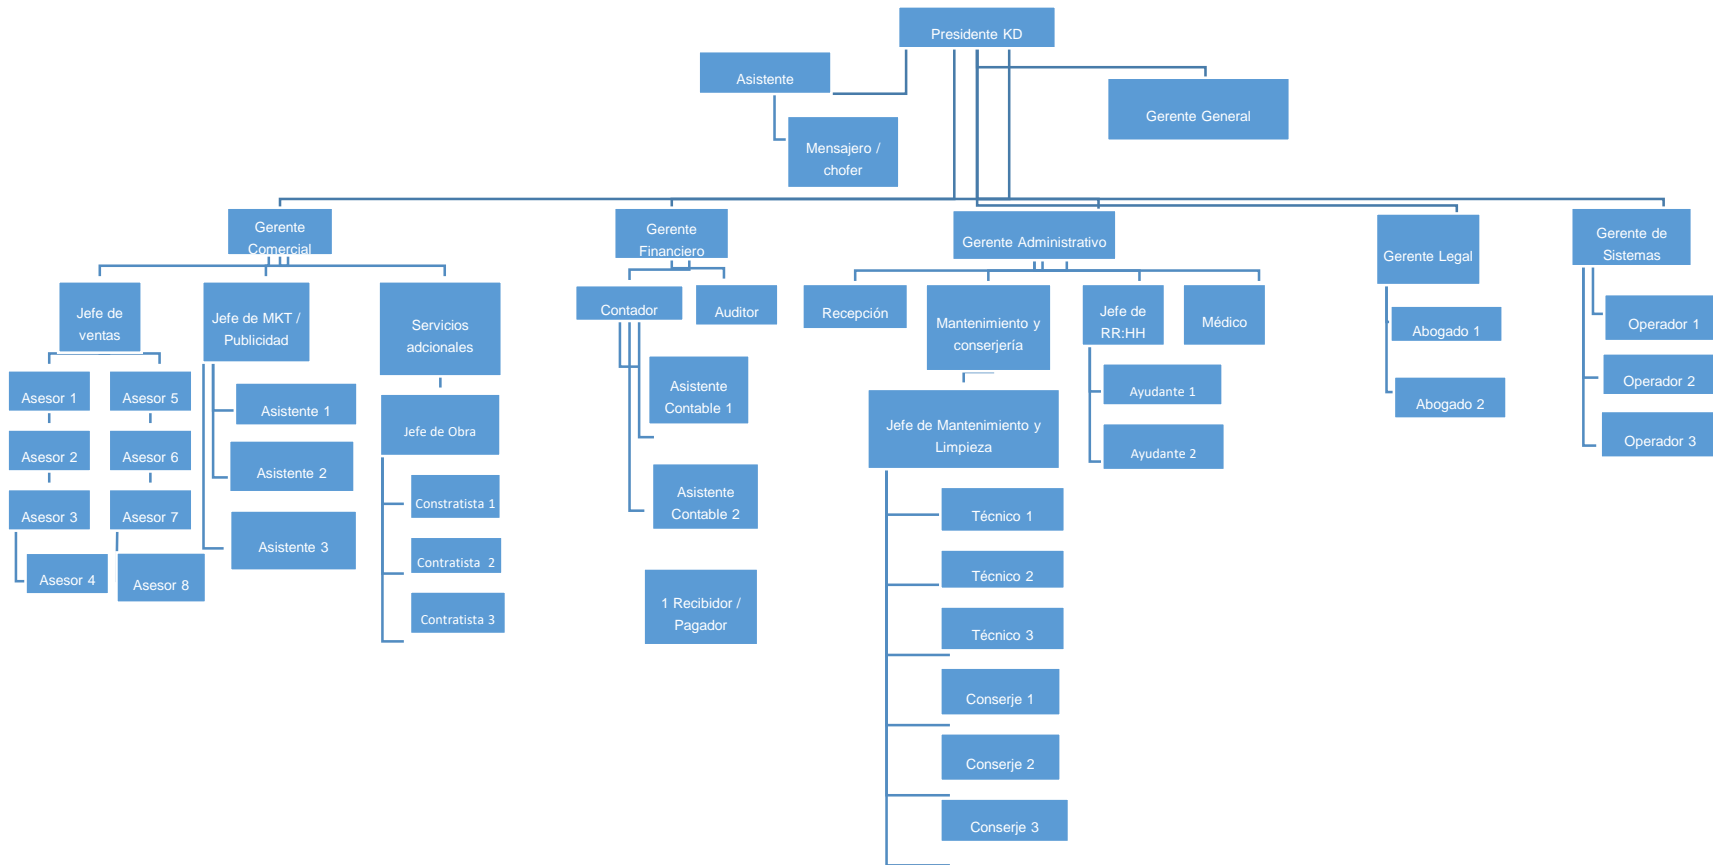 Presidente KD
Asistente
Gerente General
Mensajero /
chofer
Gerente
Comercial
Gerente
Financiero
Gerente Administrativo
Gerente Legal
Gerente de
Sistemas
Jefe de
ventas
Jefe de MKT /
Publicidad
Servicios
adcionales
Contador
Auditor
Recepción
Mantenimiento y
conserjería
Jefe de
RR:HH
Médico
Abogado 1
Abogado 2
Operador 1
Operador 2
Operador 3
Asesor 1
Asesor 2
Asesor 3
Asesor 4
Asesor 5
Asesor 6
Asesor 7
Asesor 8
Asistente 1
Asistente 2
Asistente 3
Jefe de Obra
Constratista 1
Contratista 2
Contratista 3
Asistente
Contable 1
Asistente
Contable 2
1 Recibidor /
Pagador
Jefe de Mantenimiento y
Limpieza
Técnico 1
Técnico 2
Técnico 3
Conserje 1
Conserje 2
Conserje 3
Ayudante 1
Ayudante 2